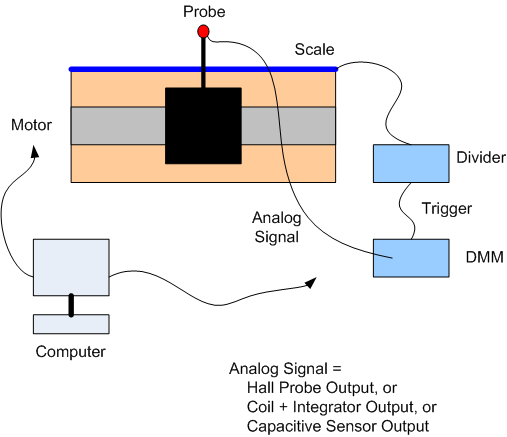 Probe
Scale
Motor
Divider
Trigger
Analog
Signal
DMM
Computer
Analog Signal =
Hall Probe Output, or
Coil + Integrator Output, or
Capacitive Sensor Output